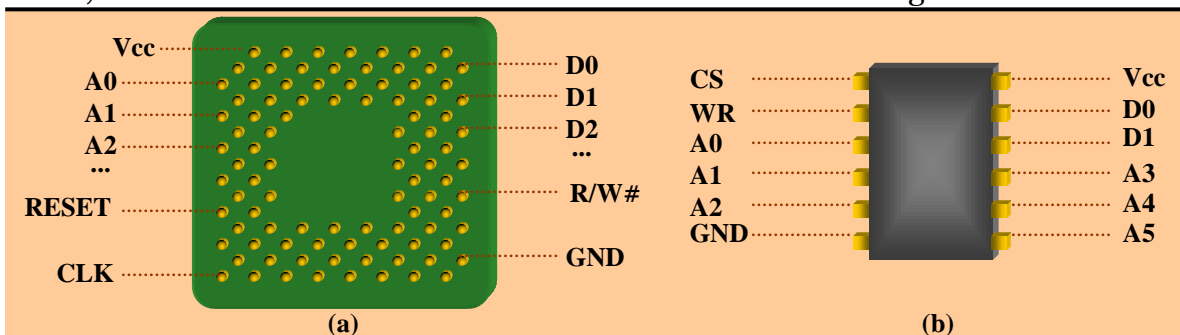 Vcc
A0
A1
A2
...
RESET
CLK
D0
D1
D2
...
R/W#
GND
(a)
CS
WR
A0
A1
A2
GND
Vcc
D0
D1
A3
A4
A5
(b)